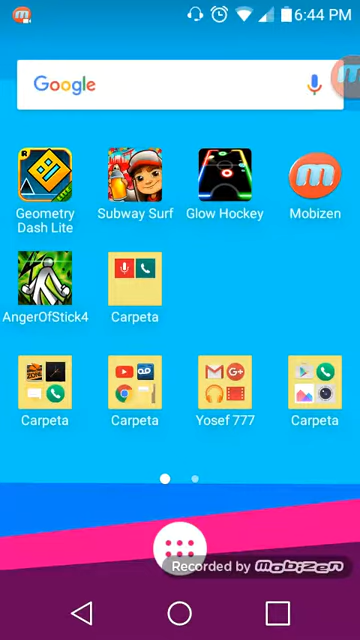 6:44 PM
Google
Geometry
Dash Lite
Subway Surf
Glow Hockey
Mobizen
AngerOfStick4
Carpeta
Carpeta
Carpeta
Yosef 777
Carpeta
Recorded by mobizen